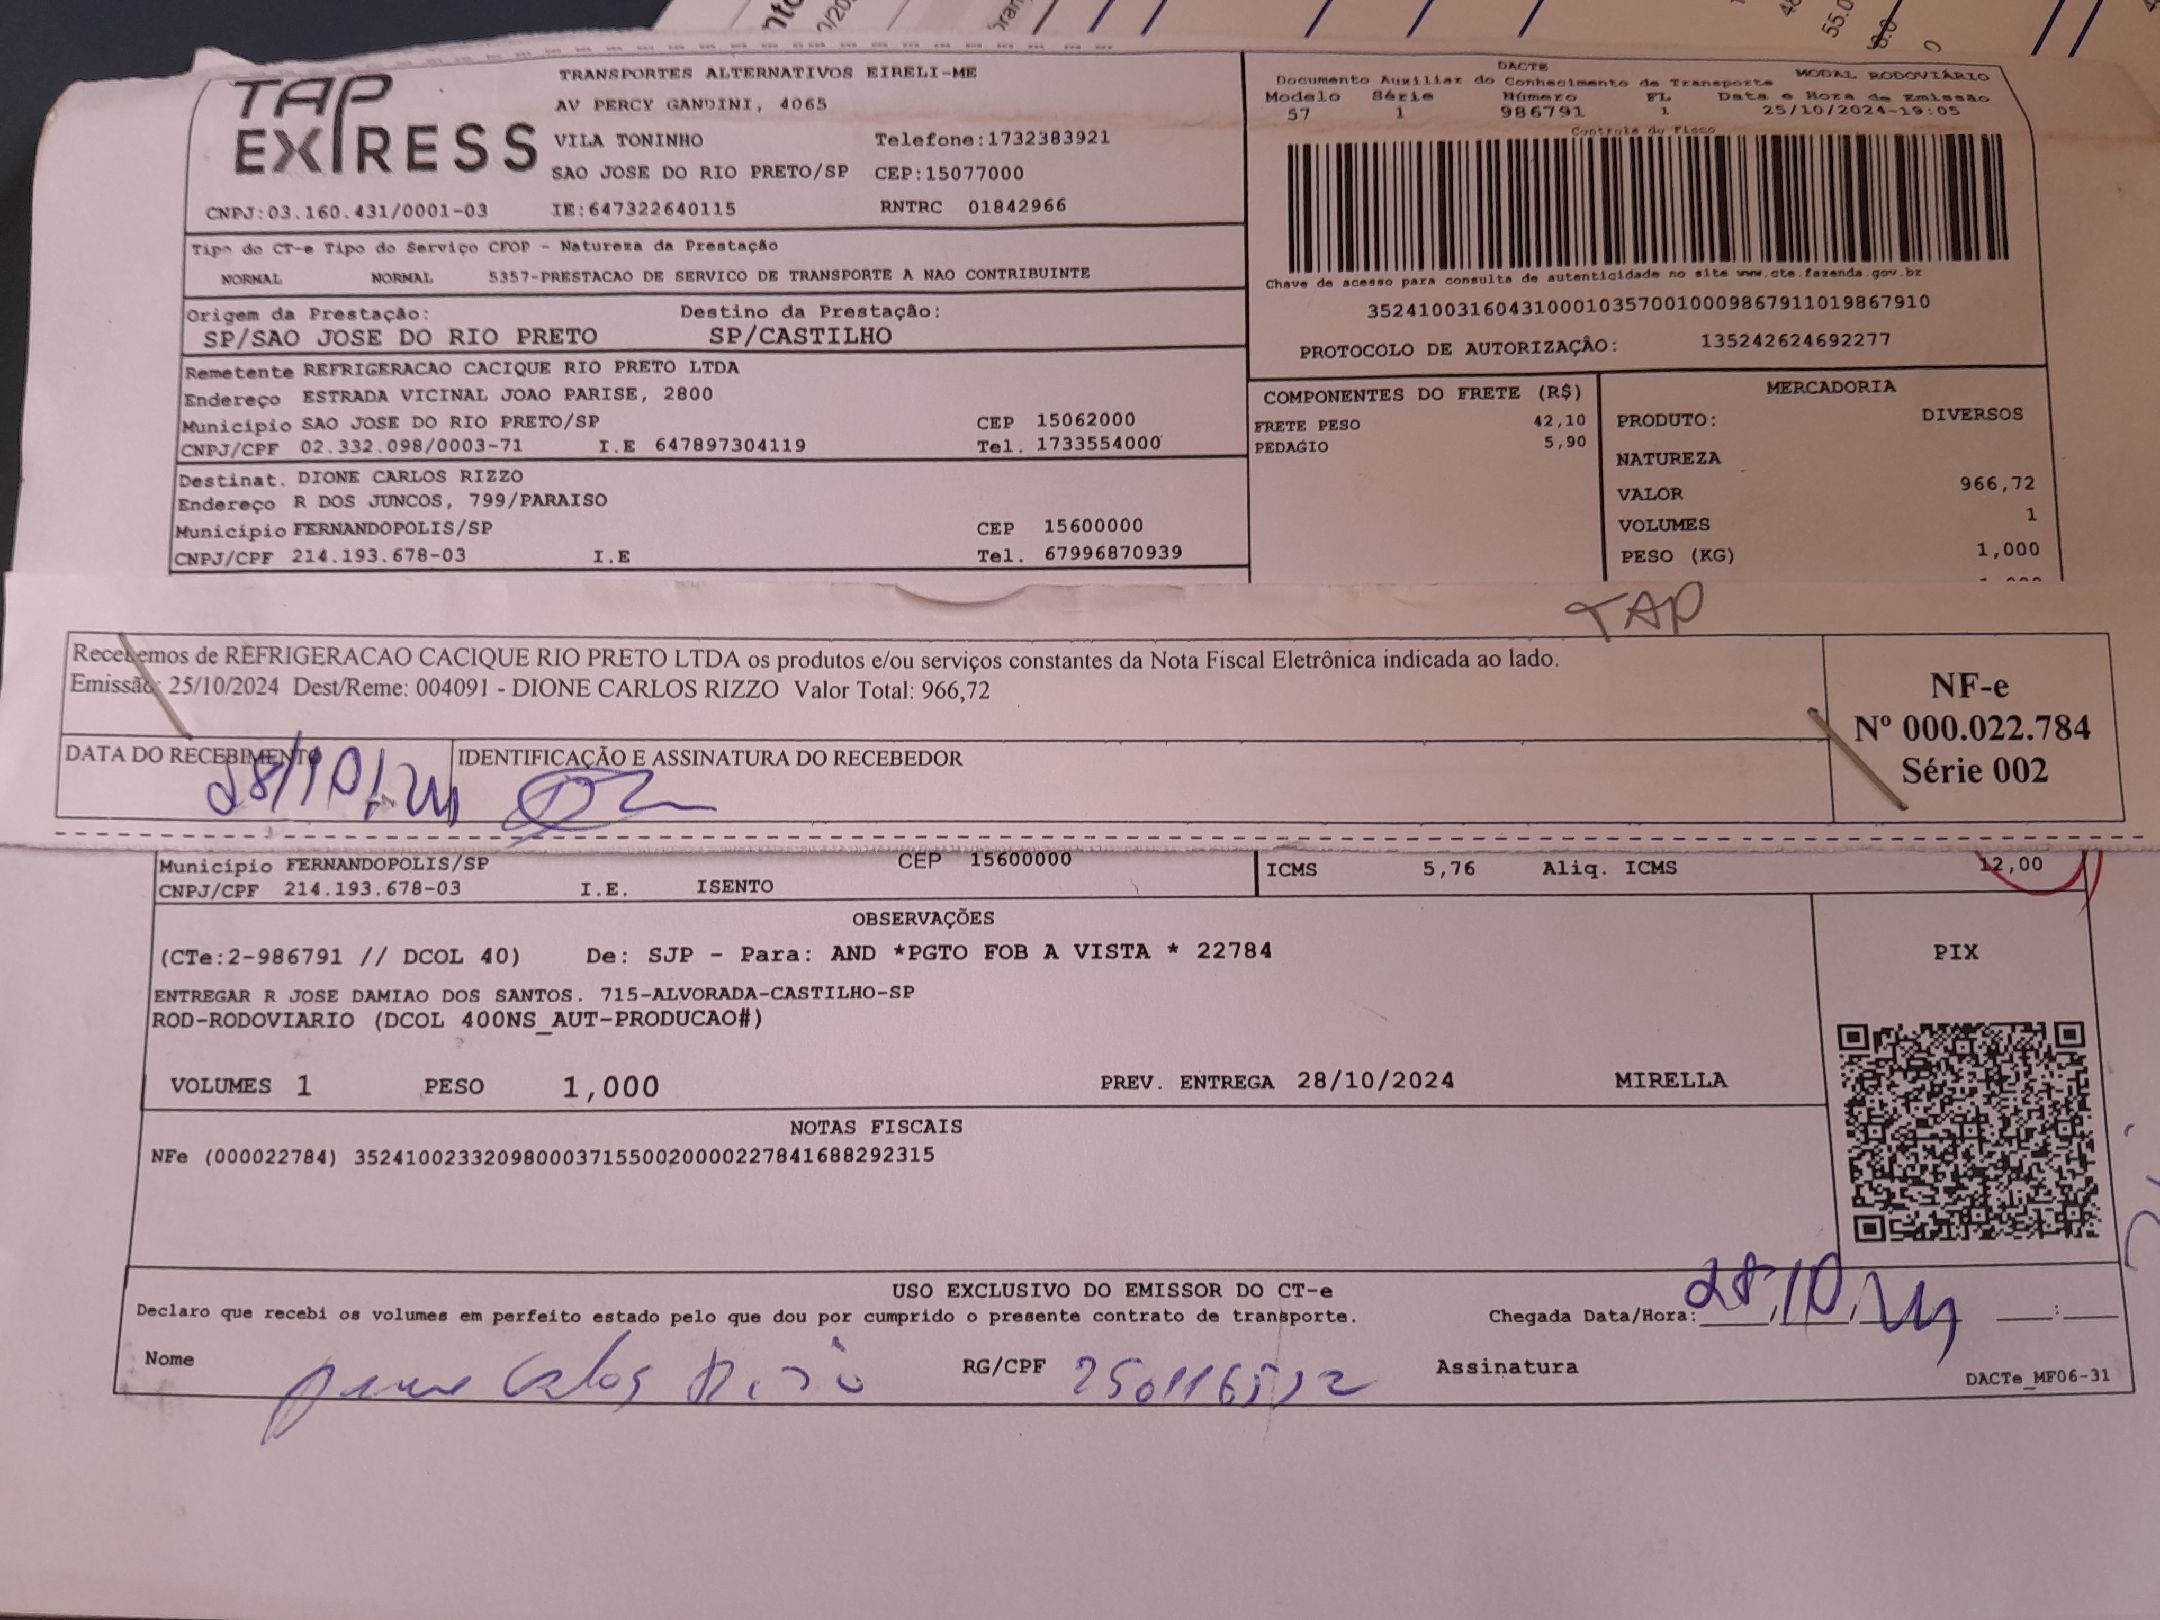 TAP EXPRESS
TRANSPORTES ALTERNATIVOS EIRELI-ME
AV PERCY GANDINI, 4065
VILA TONINHO Telefone:1732383921
SAO JOSE DO RIO PRETO/SP CEP:15077000
CNPJ:03.160.431/0001-03 IE:647322640115 RNTRC 01842966
DACTE MODAL RODOVIÁRIO
Documento Auxiliar do Conhecimento de Transporte
Modelo Série Número FL Data e Hora de Emissão
57 1 986791 1 25/10/2024-19:05
Controle do Fisco
Chave de acesso para consulta de autenticidade no site www.cte.fazenda.gov.br
35241003160431000103570010009867911019867910
PROTOCOLO DE AUTORIZAÇÂO: 135242624692277
Tipo do CT-e Tipo do Serviço CFOP - Natureza da Prestação
NORMAL NORMAL 5357-PRESTACAO DE SERVICO DE TRANSPORTE A NAO CONTRIBUINTE
Origem da Prestação: Destino da Prestação:
SP/SAO JOSE DO RIO PRETO SP/CASTILHO
Remetente REFRIGERACAO CACIQUE RIO PRETO LTDA
Endereço ESTRADA VICINAL JOAO PARISE, 2800
Município SAO JOSE DO RIO PRETO/SP CEP 15062000
CNPJ/CPF 02.332.098/0003-71 I.E 647897304119 Tel. 1733554000
Destinat. DIONE CARLOS RIZZO
Endereço R DOS JUNCOS, 799/PARAISO
Município FERNANDOPOLIS/SP CEP 15600000
CNPJ/CPF 214.193.678-03 I.E Tel. 67996870939
COMPONENTES DO FRETE (R$)
FRETE PESO 42,10
PEDAGIO 5,90
MERCADORIA
PRODUTO: DIVERSOS
NATUREZA
VALOR 966,72
VOLUMES 1
PESO (KG) 1,000
TAP
Recebemos de REFRIGERACAO CACIQUE RIO PRETO LTDA os produtos e/ou serviços constantes da Nota Fiscal Eletrônica indicada ao lado.
Emissão: 25/10/2024 Dest/Reme: 004091 - DIONE CARLOS RIZZO Valor Total: 966,72
DATA DO RECEBIMENTO IDENTIFICAÇÃO E ASSINATURA DO RECEBEDOR
28/10/24
NF-e
Nº 000.022.784
Série 002
Município FERNANDOPOLIS/SP CEP 15600000
CNPJ/CPF 214.193.678-03 I.E. ISENTO
ICMS 5,76 Aliq. ICMS 12,00
OBSERVAÇÕES
(CTe:2-986791 // DCOL 40) De: SJP - Para: AND *PGTO FOB A VISTA * 22784
ENTREGAR R JOSE DAMIAO DOS SANTOS. 715-ALVORADA-CASTILHO-SP
ROD-RODOVIARIO (DCOL 400NS_AUT-PRODUCAO#)
PIX
VOLUMES 1 PESO 1,000 PREV. ENTREGA 28/10/2024 MIRELLA
NOTAS FISCAIS
NFe (000022784) 35241002332098000371550020000227841688292315
USO EXCLUSIVO DO EMISSOR DO CT-e
Declaro que recebi os volumes em perfeito estado pelo que dou por cumprido o presente contrato de transporte. Chegada Data/Hora: 28/10/24
Nome Carlos RG/CPF Assinatura
DACTe_MF06-31